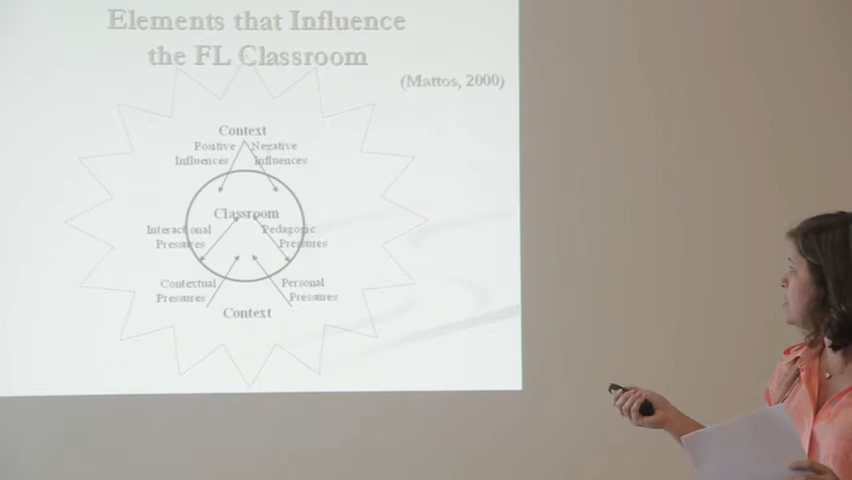 Elements that Influence
the FL Classroom
(Mattos, 2000)
Context
Positive Negative
Influences Influences
Classroom
Interactional Pedagogic
Pressures Pressures
Contextual Personal
Pressures Pressures
Context